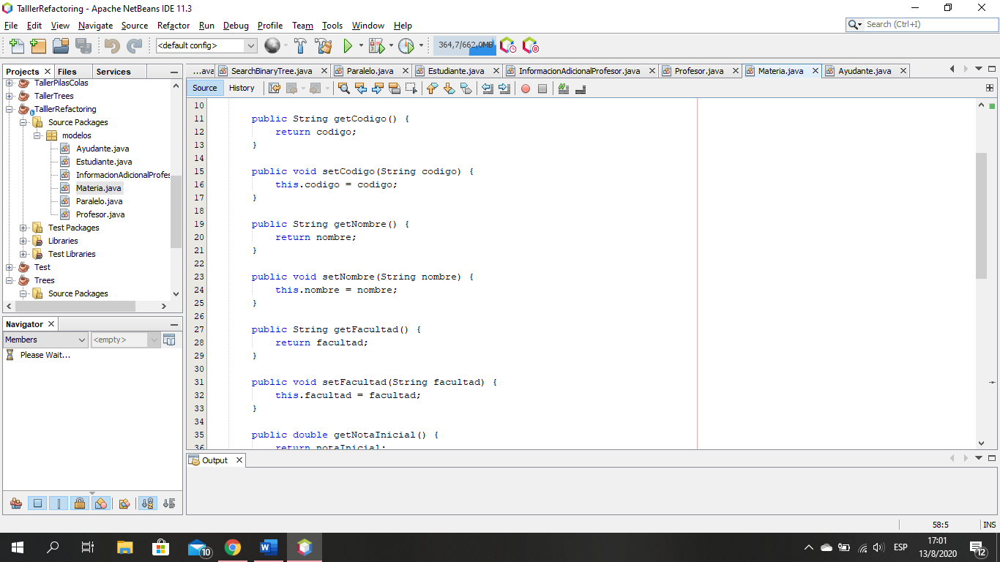 TalllerRefactoring - Apache NetBeans IDE 11.3
File Edit View Navigate Source Refactor Run Debug Profile Team Tools Window Help
Search (Ctrl+I)
<default config>
364,7/662,0MB
Projects Files Services
...ava SearchBinaryTree.java Paralelo.java Estudiante.java InformacionAdicionalProfesor.java Profesor.java Materia.java Ayudante.java
Source History
TallerPilasColas
TallerTrees
TalllerRefactoring
Source Packages
modelos
Ayudante.java
Estudiante.java
InformacionAdicionalProfes
Materia.java
Paralelo.java
Profesor.java
Test Packages
Libraries
Test Libraries
Test
Trees
Source Packages
10
11 public String getCodigo() {
12 return codigo;
13 }
14
15 public void setCodigo(String codigo) {
16 this.codigo = codigo;
17 }
18
19 public String getNombre() {
20 return nombre;
21 }
22
23 public void setNombre(String nombre) {
24 this.nombre = nombre;
25 }
26
27 public String getFacultad() {
28 return facultad;
29 }
30
31 public void setFacultad(String facultad) {
32 this.facultad = facultad;
33 }
34
35 public double getNotaInicial() {
36 return notaInicial;
Navigator
Members <empty>
Please Wait...
Output
58:5 INS
10
ESP
17:01
13/8/2020
12